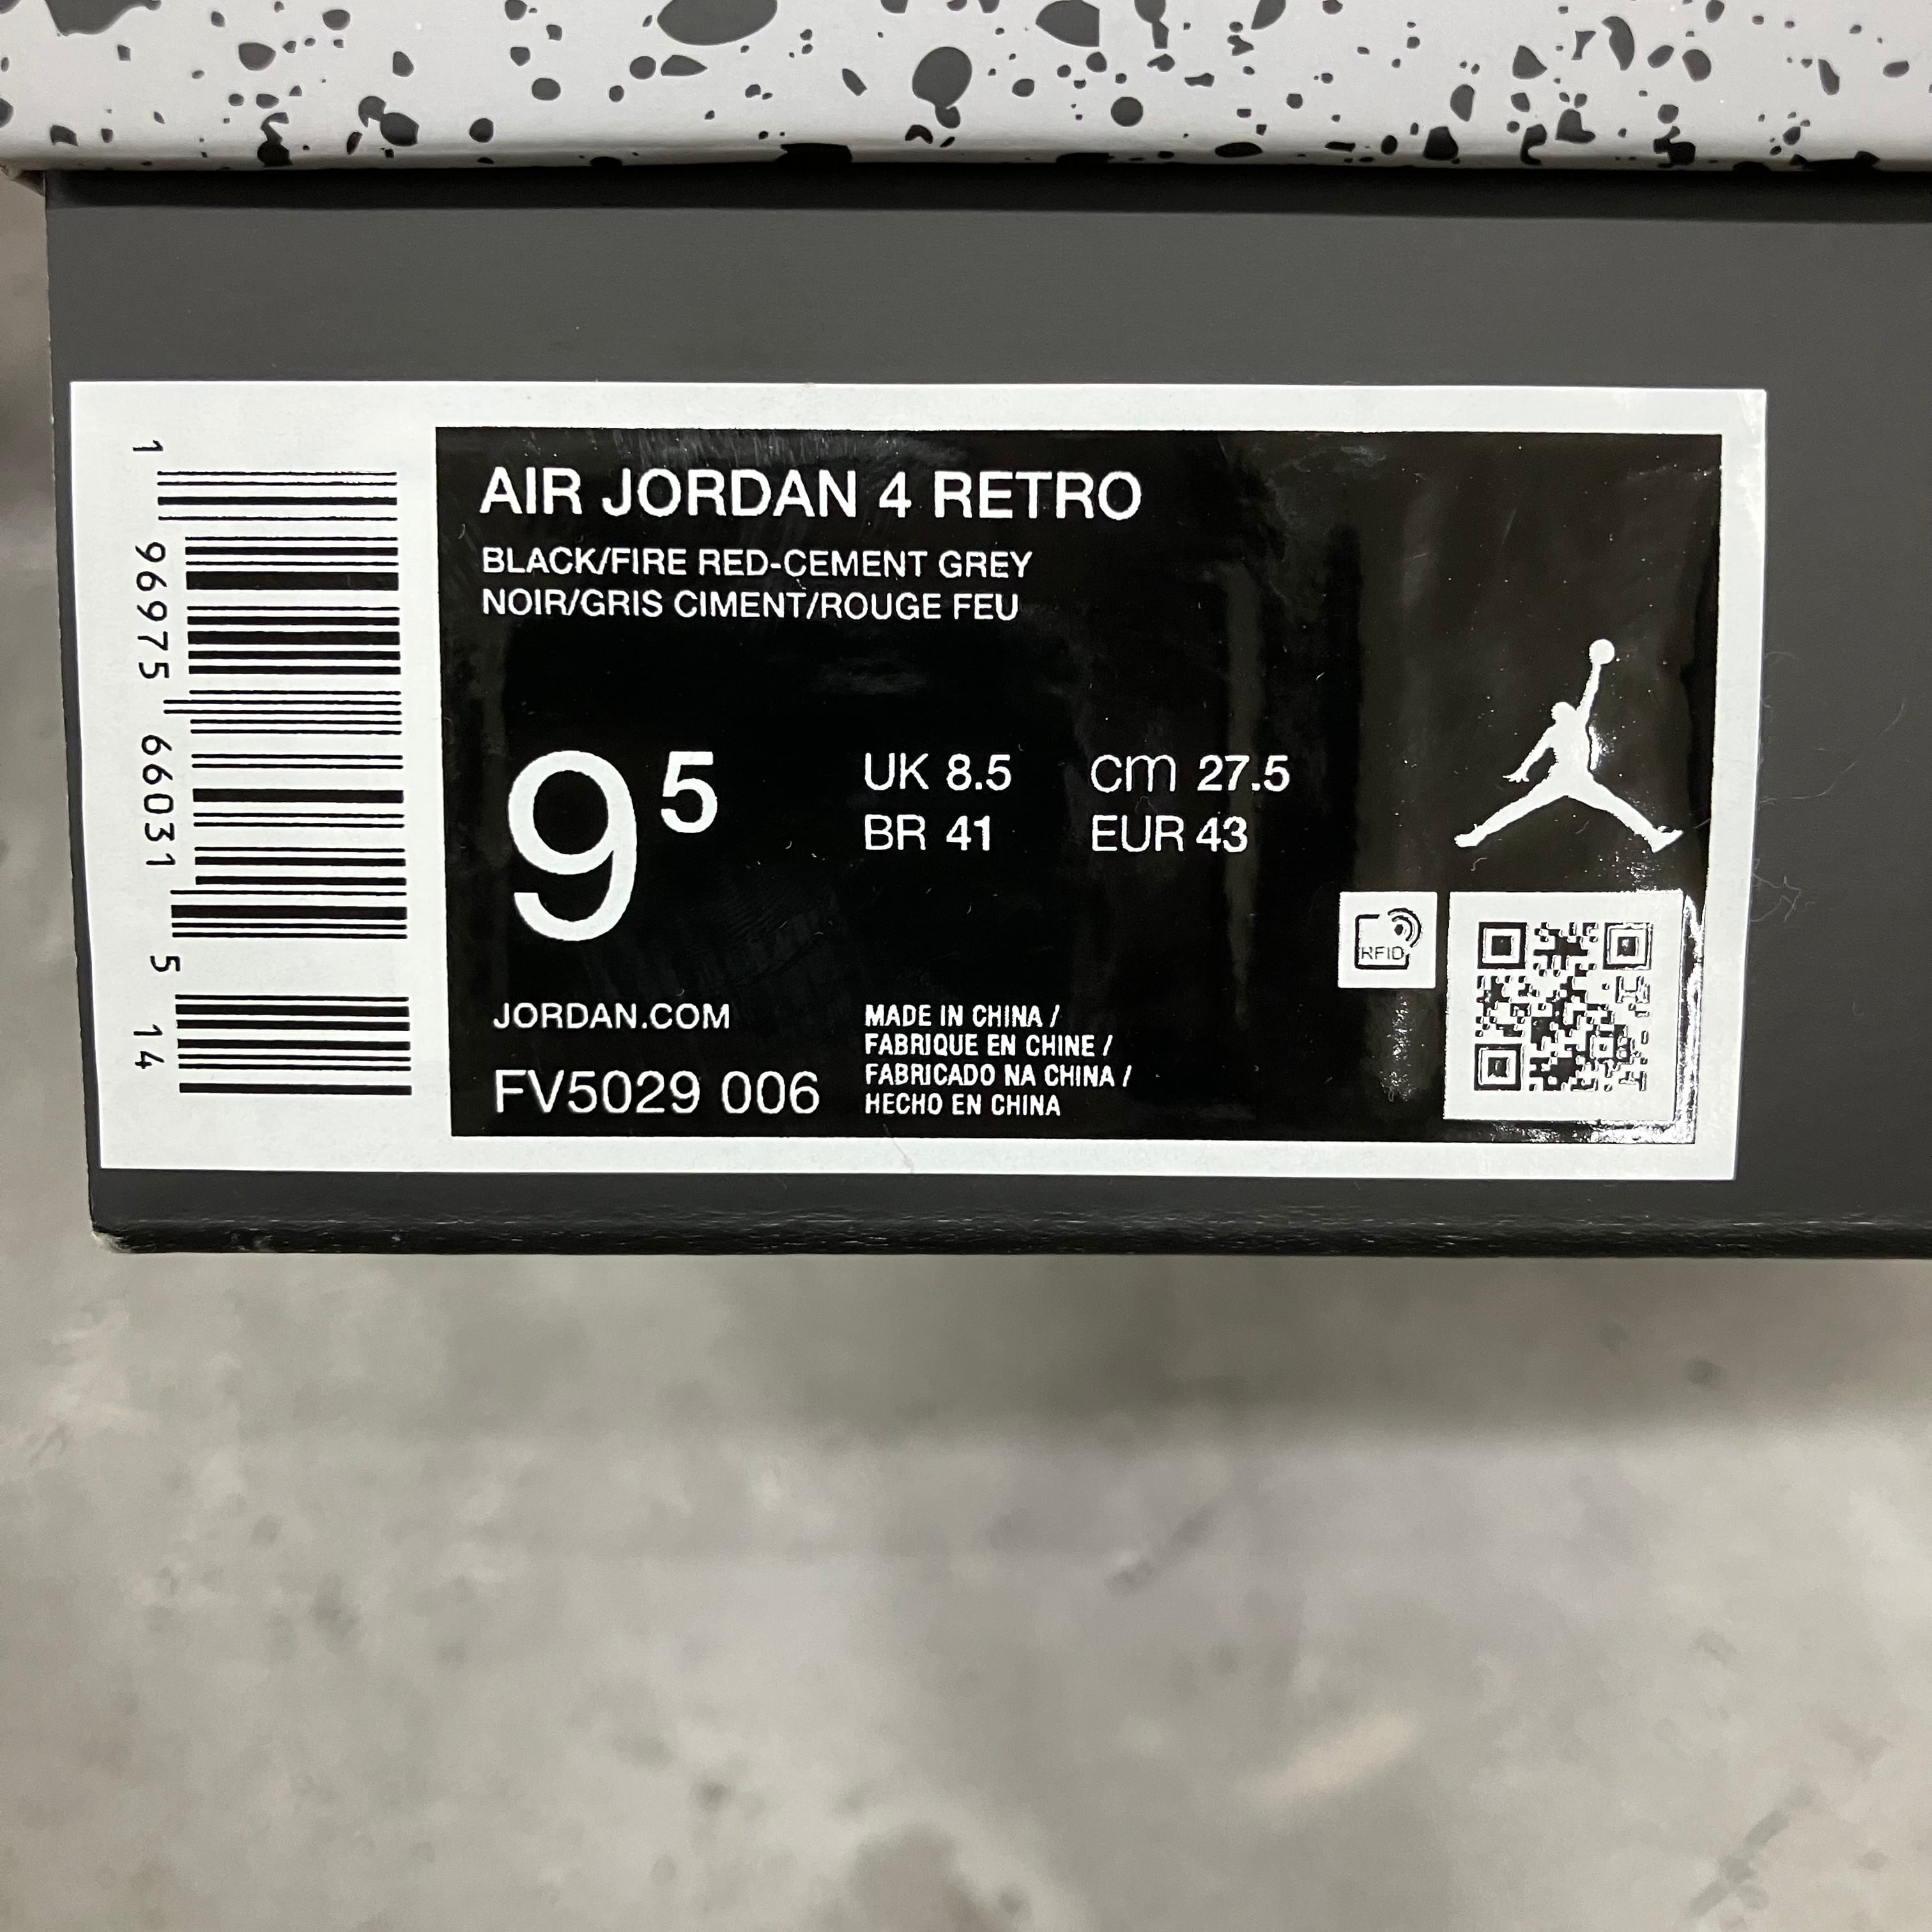 AIR JORDAN 4 RETRO
BLACK/FIRE RED-CEMENT GREY
NOIR/GRIS CIMENT/ROUGE FEU
9⁵
UK 8.5 cm 27.5
BR 41 EUR 43
RFID
JORDAN.COM
FV5029 006
MADE IN CHINA /
FABRIQUE EN CHINE /
FABRICADO NA CHINA /
HECHO EN CHINA
1 96975 66031 5 14